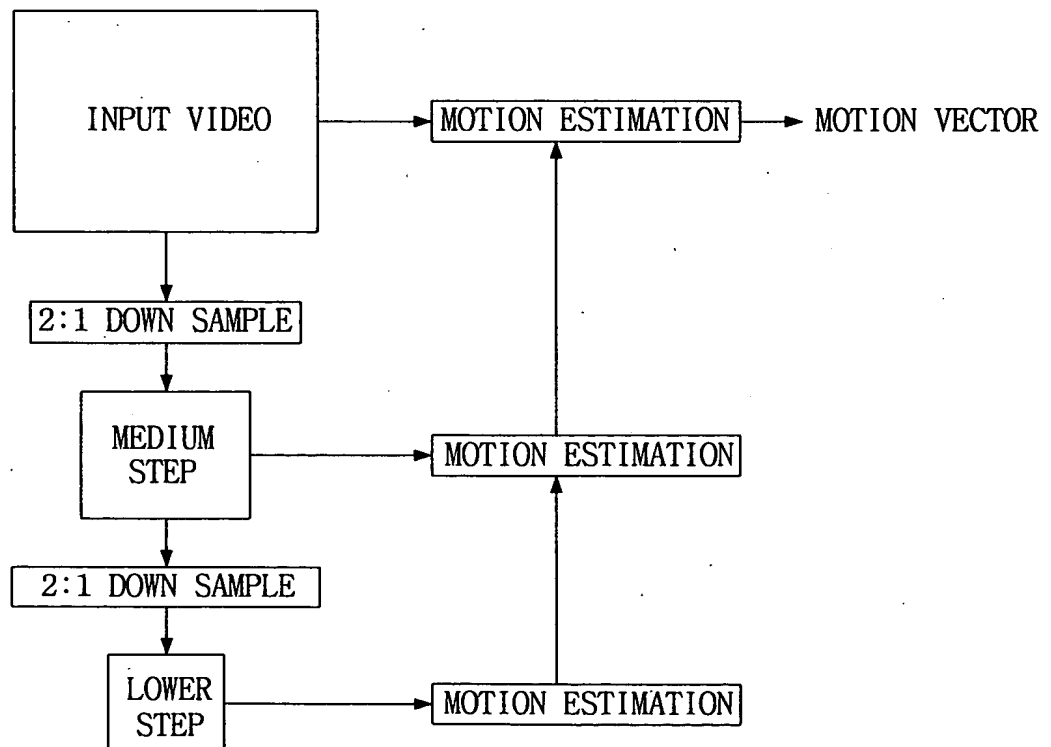 INPUT VIDEO
MOTION ESTIMATION
MOTION VECTOR
2:1 DOWN SAMPLE
MEDIUM
STEP
MOTION ESTIMATION
2:1 DOWN SAMPLE
LOWER
STEP
MOTION ESTIMATION